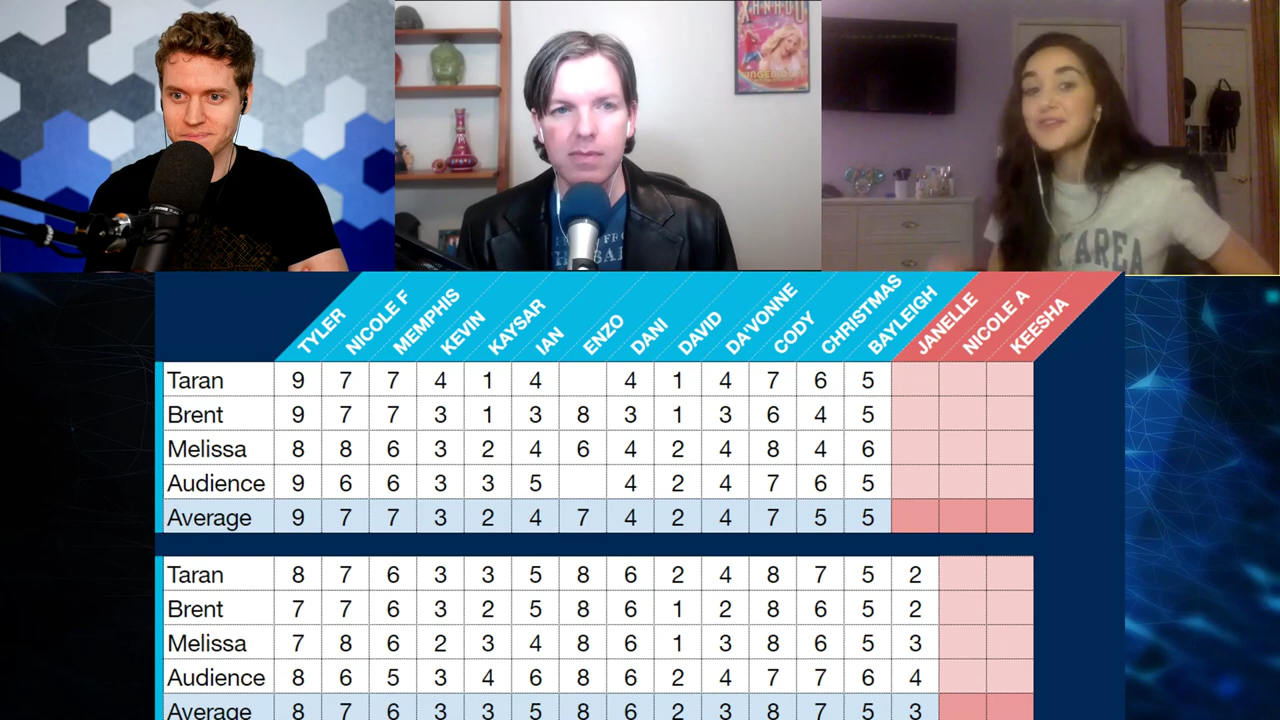 XANADU
AREA
TYLER NICOLE F MEMPHIS KEVIN KAYSAR IAN ENZO DANI DAVID DA'VONNE CODY CHRISTMAS BAYLEIGH JANELLE NICOLE A KEESHA
Taran 9 7 7 4 1 4 4 1 4 7 6 5
Brent 9 7 7 3 1 3 8 3 1 3 6 4 5
Melissa 8 8 6 3 2 4 6 4 2 4 8 4 6
Audience 9 6 6 3 3 5 4 2 4 7 6 5
Average 9 7 7 3 2 4 7 4 2 4 7 5 5
Taran 8 7 6 3 3 5 8 6 2 4 8 7 5 2
Brent 7 7 6 3 2 5 8 6 1 2 8 6 5 2
Melissa 7 8 6 2 3 4 8 6 1 3 8 6 5 3
Audience 8 6 5 3 4 6 8 6 2 4 7 7 6 4
Average 8 7 6 3 3 5 8 6 2 3 8 7 5 3